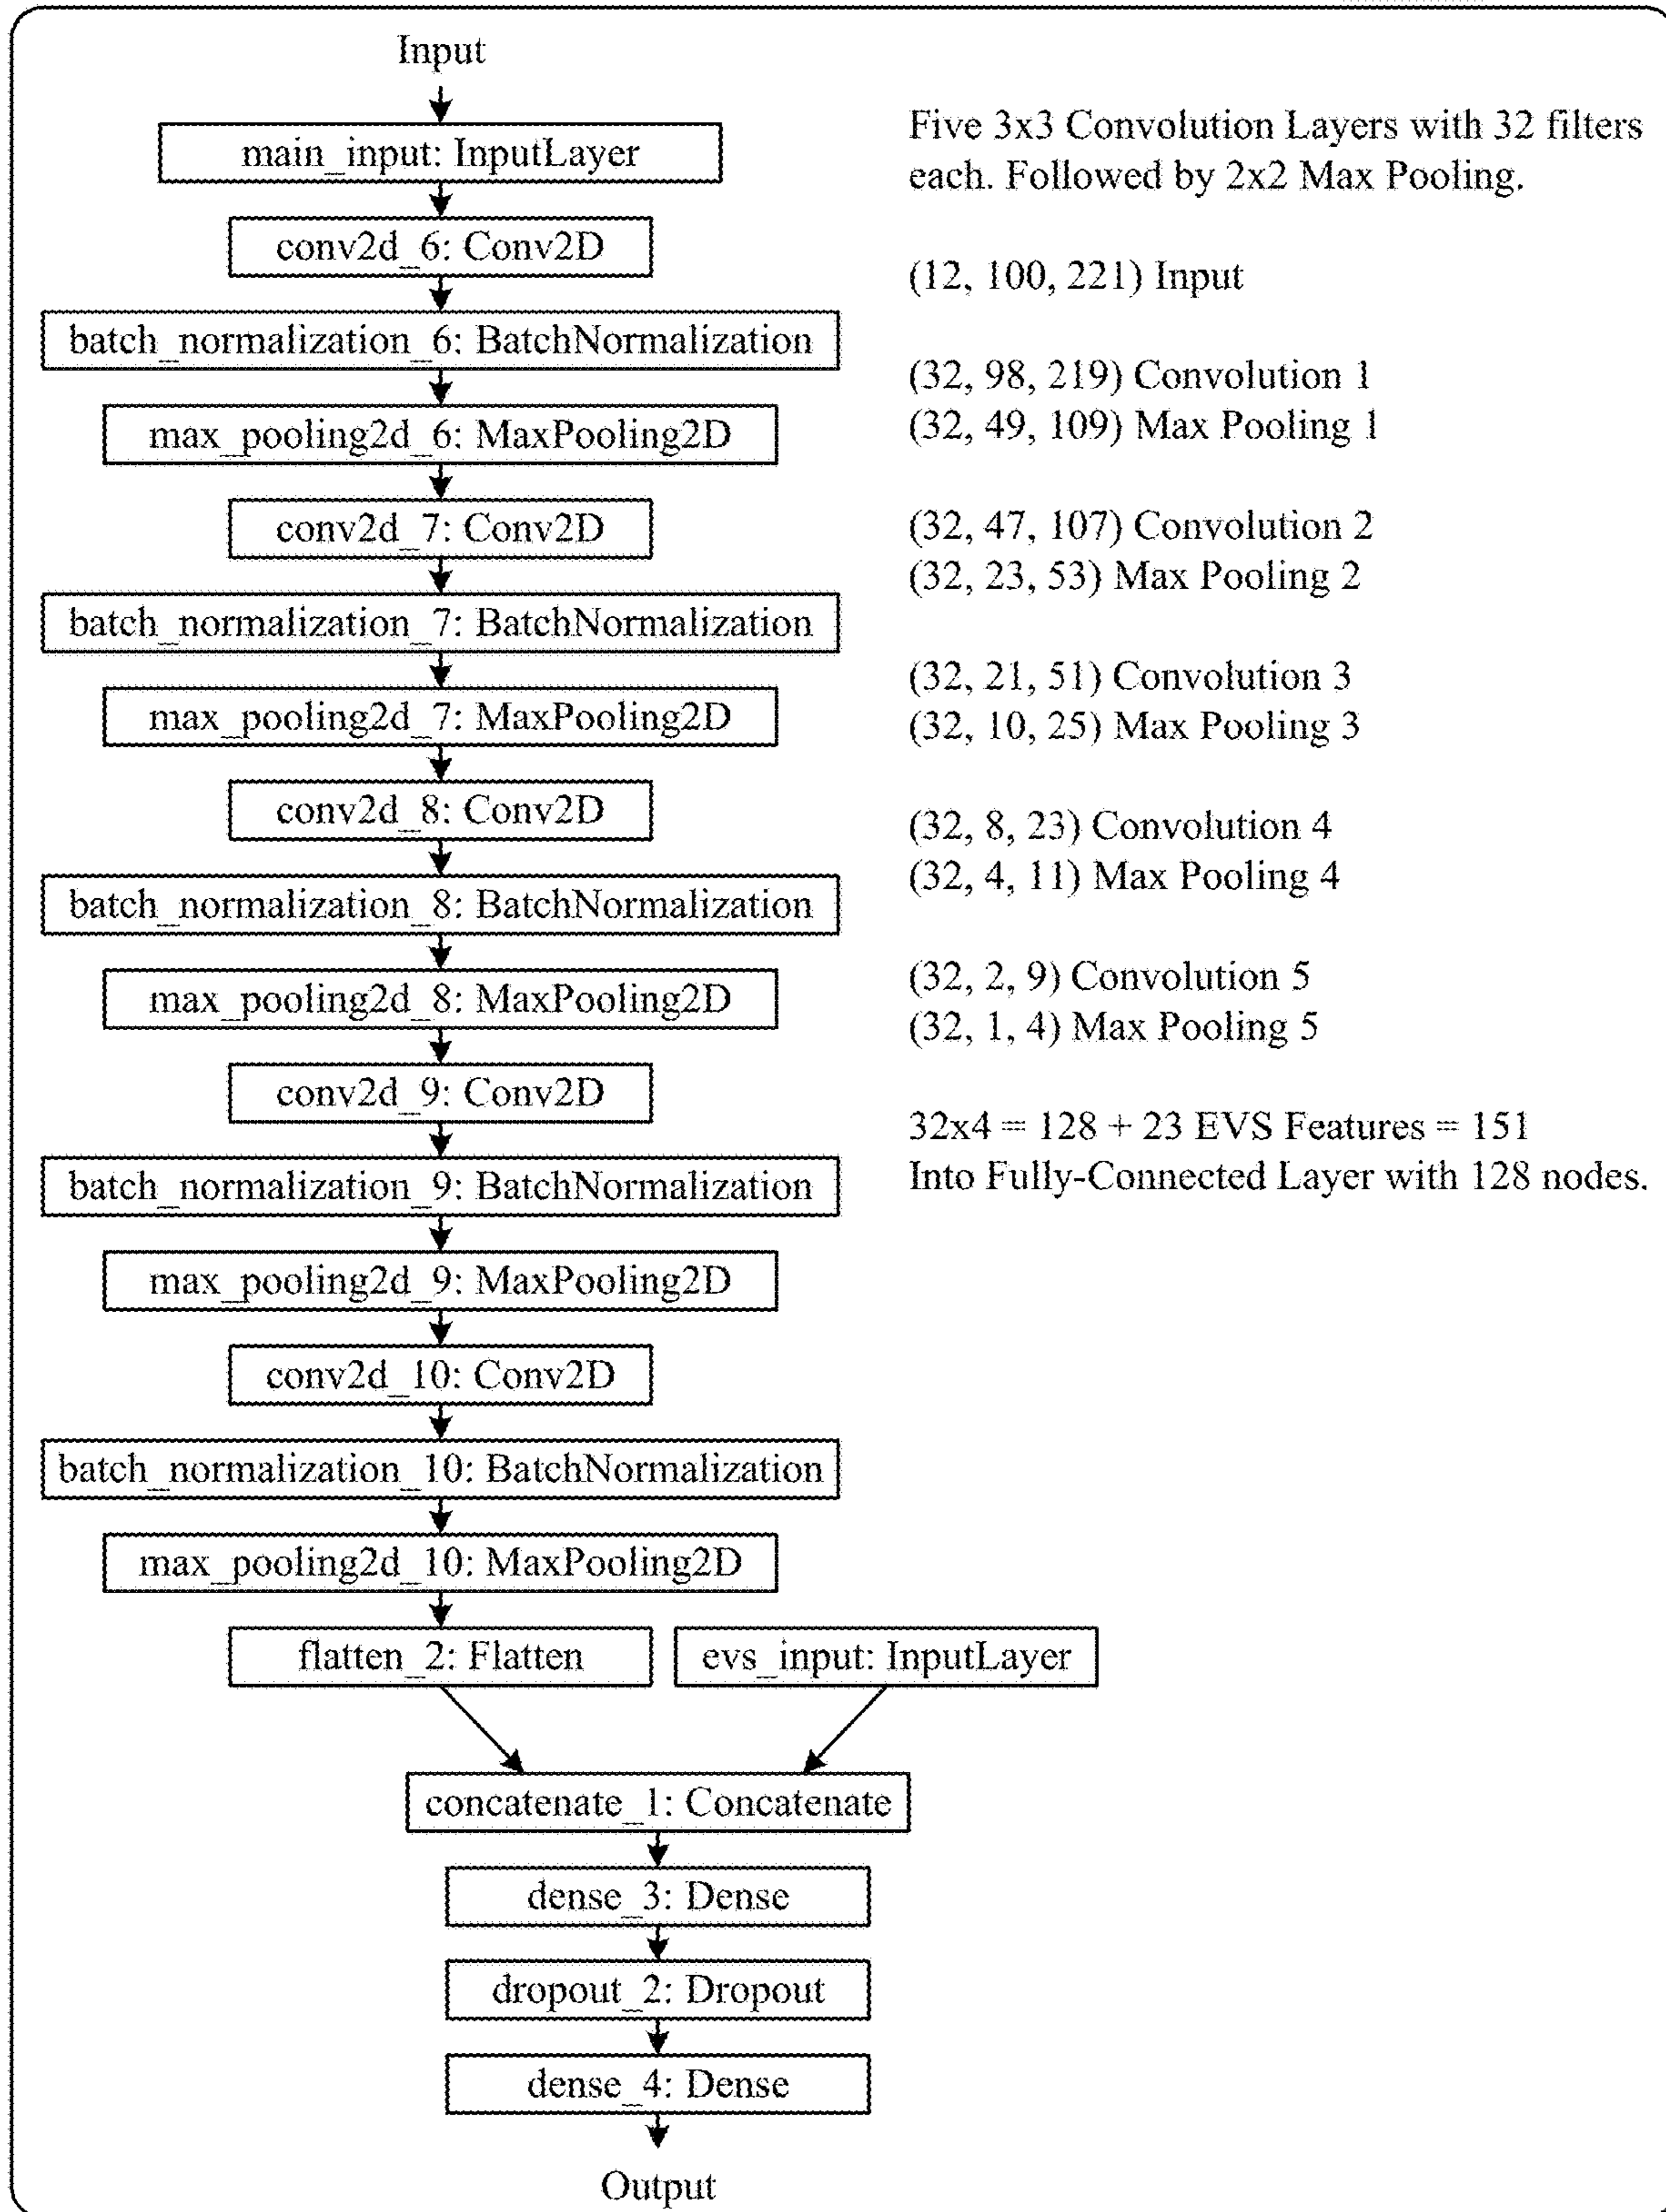 Input
main_input: InputLayer
conv2d_6: Conv2D
batch_normalization_6: BatchNormalization
max_pooling2d_6: MaxPooling2D
conv2d_7: Conv2D
batch_normalization_7: BatchNormalization
max_pooling2d_7: MaxPooling2D
conv2d_8: Conv2D
batch_normalization_8: BatchNormalization
max_pooling2d_8: MaxPooling2D
conv2d_9: Conv2D
batch_normalization_9: BatchNormalization
max_pooling2d_9: MaxPooling2D
conv2d_10: Conv2D
batch_normalization_10: BatchNormalization
max_pooling2d_10: MaxPooling2D
flatten_2: Flatten
evs_input: InputLayer
concatenate_1: Concatenate
dense_3: Dense
dropout_2: Dropout
dense_4: Dense
Output
Five 3x3 Convolution Layers with 32 filters
each. Followed by 2x2 Max Pooling.
(12, 100, 221) Input
(32, 98, 219) Convolution 1
(32, 49, 109) Max Pooling 1
(32, 47, 107) Convolution 2
(32, 23, 53) Max Pooling 2
(32, 21, 51) Convolution 3
(32, 10, 25) Max Pooling 3
(32, 8, 23) Convolution 4
(32, 4, 11) Max Pooling 4
(32, 2, 9) Convolution 5
(32, 1, 4) Max Pooling 5
32x4 = 128 + 23 EVS Features = 151
Into Fully-Connected Layer with 128 nodes.